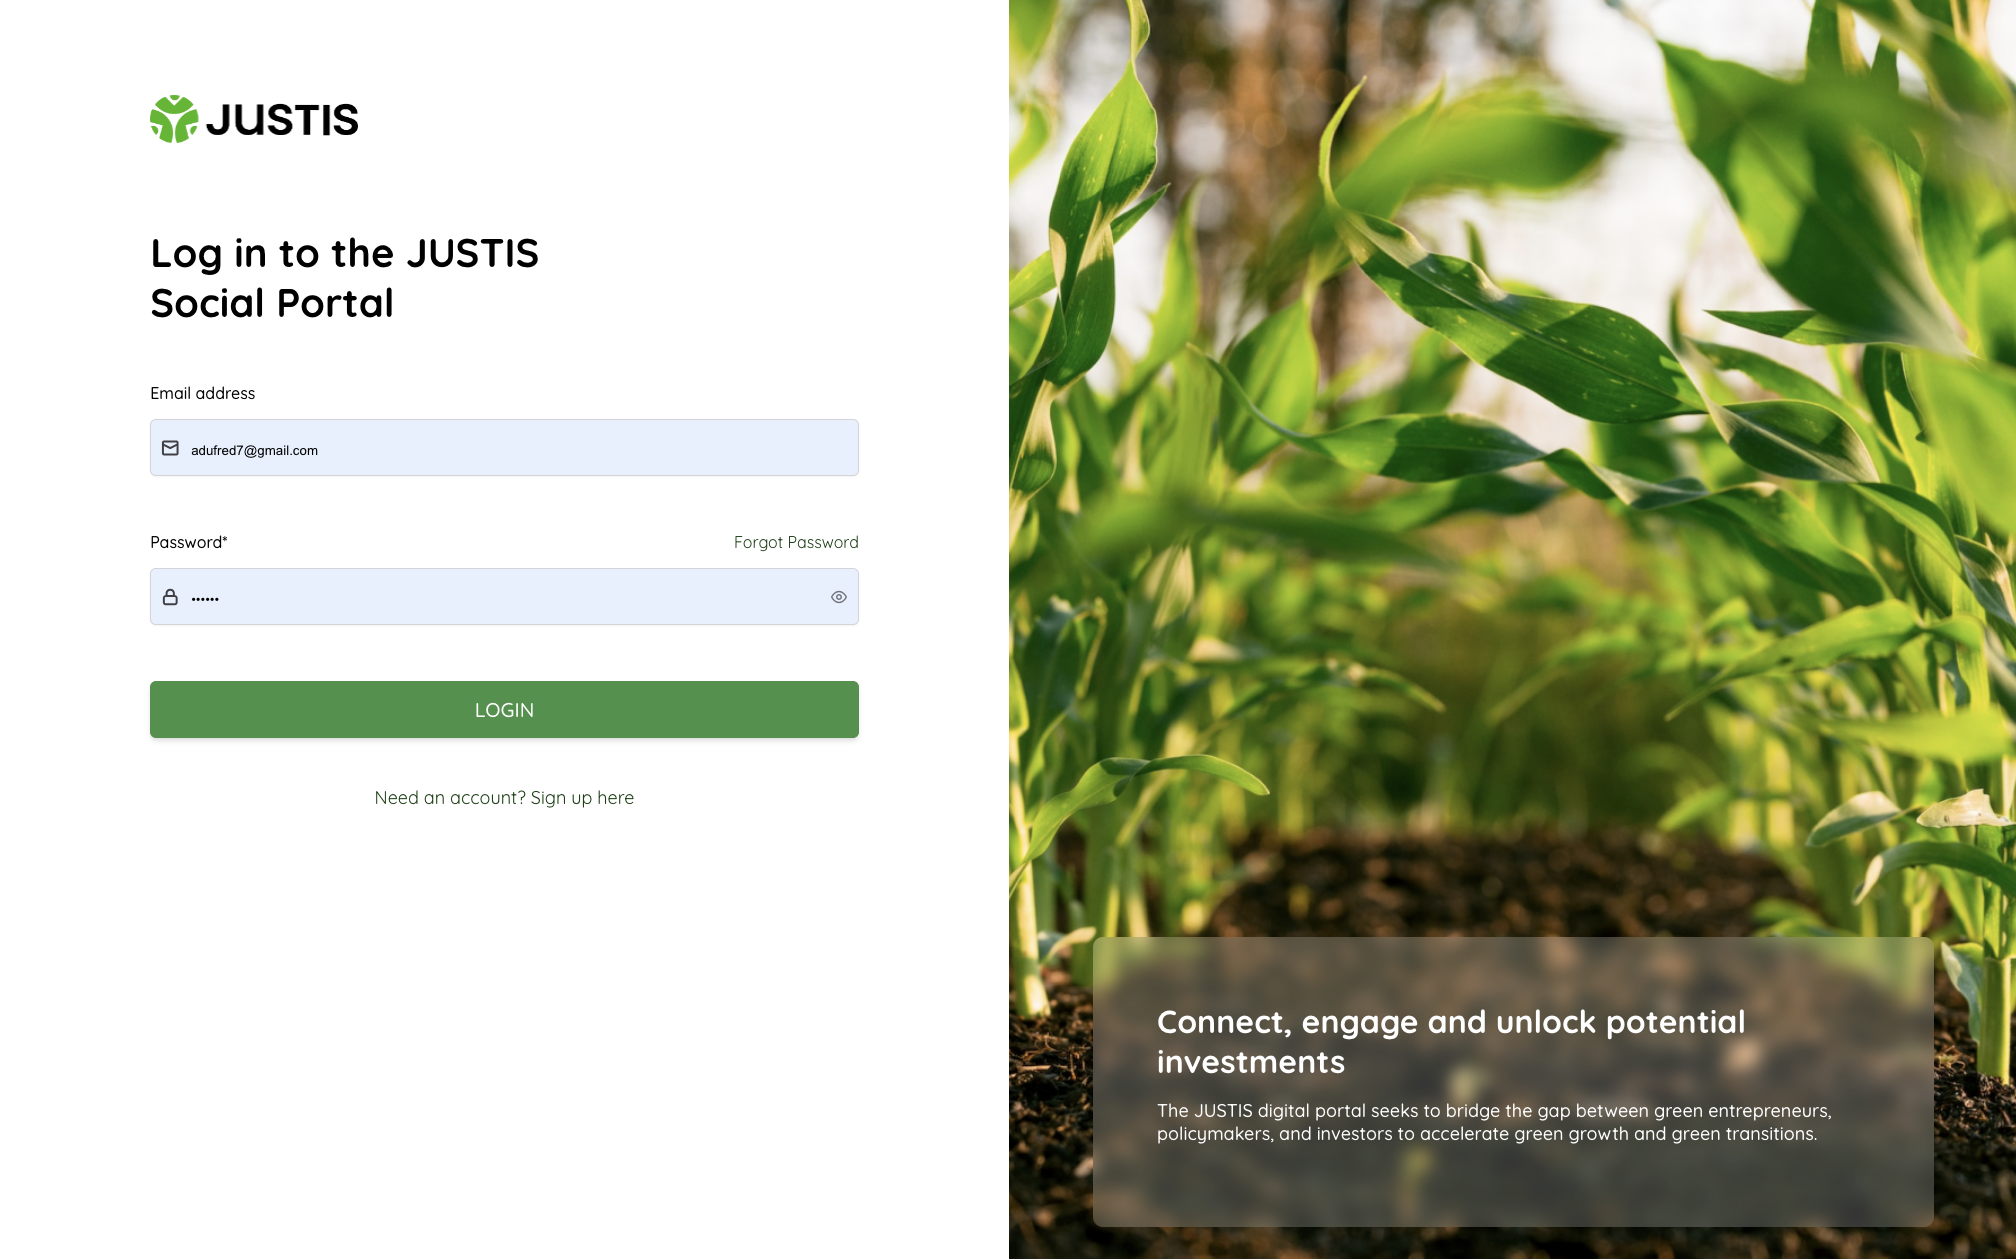 JUSTIS
Log in to the JUSTIS
Social Portal
Email address
adufred7@gmail.com
Password*
Forgot Password
••••••
LOGIN
Need an account? Sign up here
Connect, engage and unlock potential
investments
The JUSTIS digital portal seeks to bridge the gap between green entrepreneurs,
policymakers, and investors to accelerate green growth and green transitions.